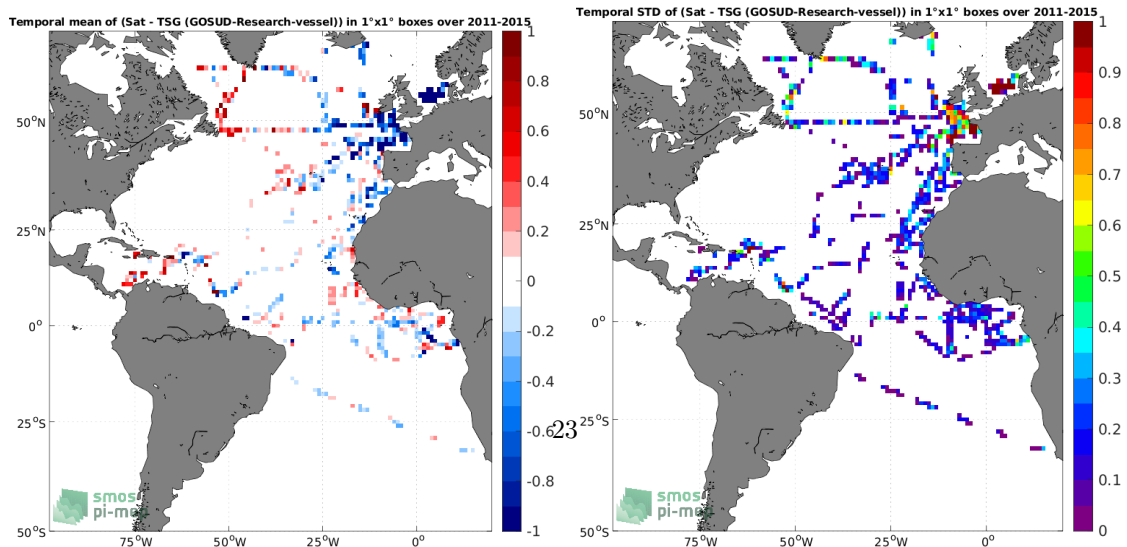 Temporal mean of (Sat - TSG (GOSUD-Research-vessel)) in 1°x1° boxes over 2011-2015
50°N
25°N
0°
25°S
50°S
75°W
50°W
25°W
0°
1
0.8
0.6
0.4
0.2
0
-0.2
-0.4
-0.6
-0.8
-1
smos
pi-me
23
Temporal STD of (Sat - TSG (GOSUD-Research-vessel)) in 1°x1° boxes over 2011-2015
50°N
25°N
0°
25°S
50°S
75°W
50°W
25°W
0°
1
0.9
0.8
0.7
0.6
0.5
0.4
0.3
0.2
0.1
0
smos
pi-me